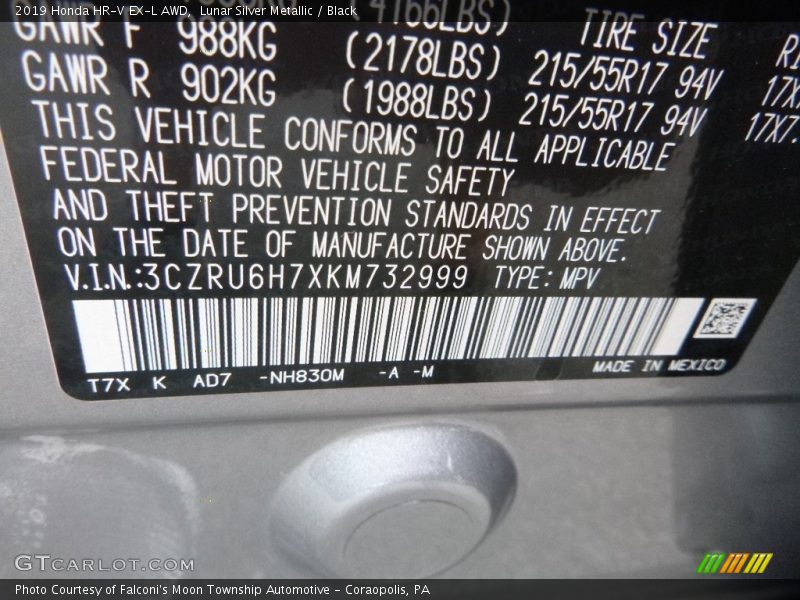 2019 Honda HR-V EX-L AWD, Lunar Silver Metallic / Black
GAWR F 988KG (2178LBS) TIRE SIZE
GAWR R 902KG (1988LBS) 215/55R17 94V
215/55R17 94V
THIS VEHICLE CONFORMS TO ALL APPLICABLE
FEDERAL MOTOR VEHICLE SAFETY
AND THEFT PREVENTION STANDARDS IN EFFECT
ON THE DATE OF MANUFACTURE SHOWN ABOVE.
V.I.N.:3CZRU6H7XKM732999 TYPE: MPV
T7X K AD7 -NH830M -A -M MADE IN MEXICO
GTCARLOT.COM
Photo Courtesy of Falconi's Moon Township Automotive - Coraopolis, PA